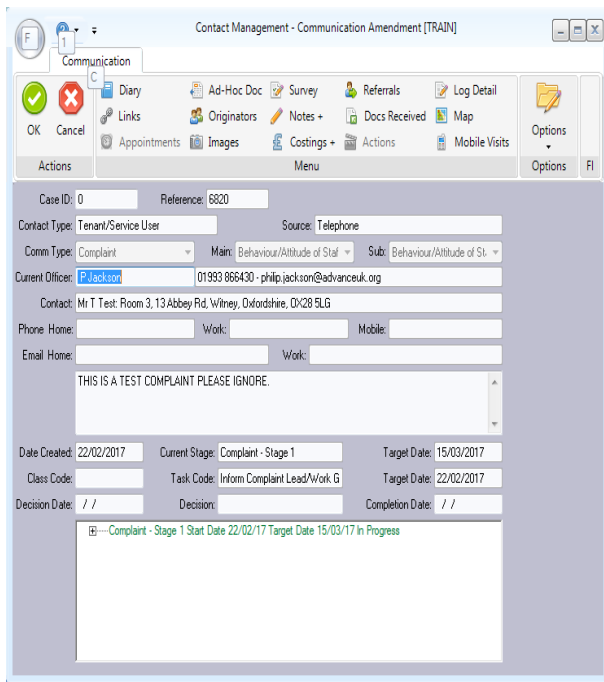 Contact Management - Communication Amendment [TRAIN]
F
1
Communication
C
Diary Ad-Hoc Doc Survey Referrals Log Detail
Links Originators Notes + Docs Received Map
Appointments Images Costings + Actions Mobile Visits
OK Cancel Options
Actions Menu Options FI
Case ID: 0 Reference: 6820
Contact Type: Tenant/Service User Source: Telephone
Comm Type: Complaint Main: Behaviour/Attitude of Staf Sub: Behaviour/Attitude of St
Current Officer: P Jackson 01993 866430 - philip.jackson@advanceuk.org
Contact: Mr T Test: Room 3, 13 Abbey Rd, Witney, Oxfordshire, OX28 5LG
Phone Home: Work: Mobile:
Email Home: Work:
THIS IS A TEST COMPLAINT PLEASE IGNORE.
Date Created: 22/02/2017 Current Stage: Complaint - Stage 1 Target Date: 15/03/2017
Class Code: Task Code: Inform Complaint Lead/Work G Target Date: 22/02/2017
Decision Date: / / Decision: Completion Date: / /
Complaint - Stage 1 Start Date 22/02/17 Target Date 15/03/17 In Progress